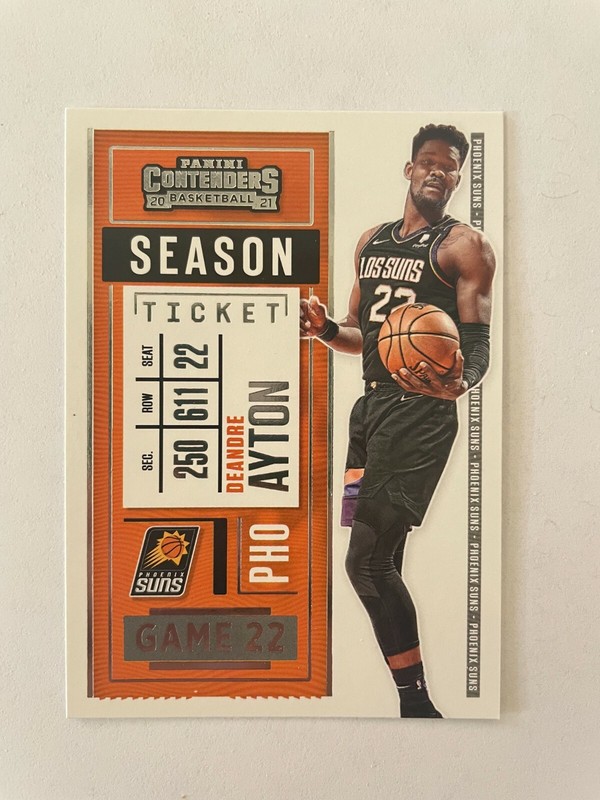 PANINI
CONTENDERS
20 BASKETBALL 21
SEASON
TICKET
SEC. ROW SEAT
250 611 22
DEANDRE
AYTON
PHO
PHOENIX
SUNS
GAME 22
LOS SUNS
22
PHOENIX SUNS • P
PHOENIX SUNS • PHOENIX SUNS • PHOENIX SUNS • PHOENIX SUNS